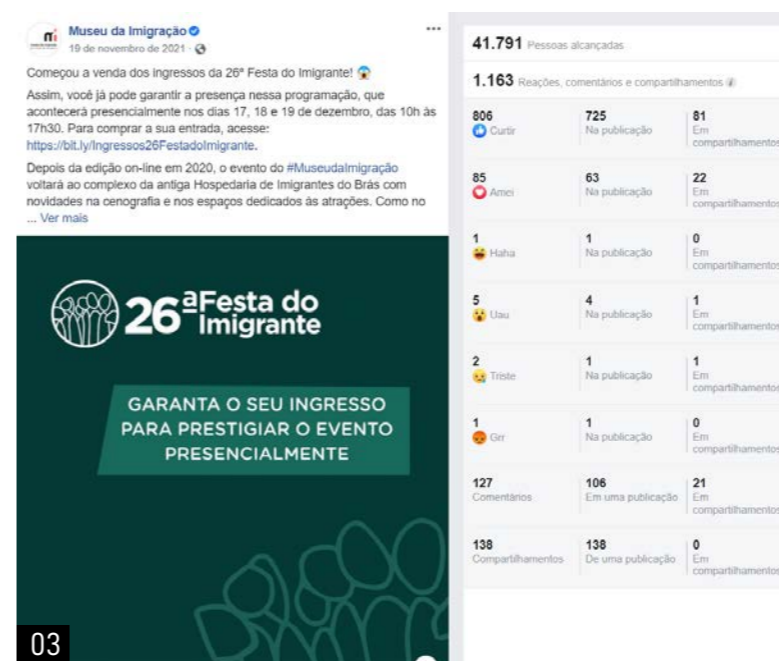 Museu da Imigração
19 de novembro de 2021 ·
Começou a venda dos ingressos da 26ª Festa do Imigrante! 😱
Assim, você já pode garantir a presença nessa programação, que
acontecerá presencialmente nos dias 17, 18 e 19 de dezembro, das 10h às
17h30. Para comprar a sua entrada, acesse:
https://bit.ly/Ingressos26FestadoImigrante.
Depois da edição on-line em 2020, o evento do #MuseudaImigração
voltará ao complexo da antiga Hospedaria de Imigrantes do Brás com
novidades na cenografia e nos espaços dedicados às atrações. Como no
... Ver mais
26ª Festa do
Imigrante
GARANTA O SEU INGRESSO
PARA PRESTIGIAR O EVENTO
PRESENCIALMENTE
03
41.791 Pessoas alcançadas
1.163 Reações, comentários e compartilhamentos
806 725 81
Curtir Na publicação Em
compartilhamentos
85 63 22
Amei Na publicação Em
compartilhamentos
1 1 0
Haha Na publicação Em
compartilhamentos
5 4 1
Uau Na publicação Em
compartilhamentos
2 1 1
Triste Na publicação Em
compartilhamentos
1 1 0
Grr Na publicação Em
compartilhamentos
127 106 21
Comentários Em uma publicação Em
compartilhamentos
138 138 0
Compartilhamentos De uma publicação Em
compartilhamentos